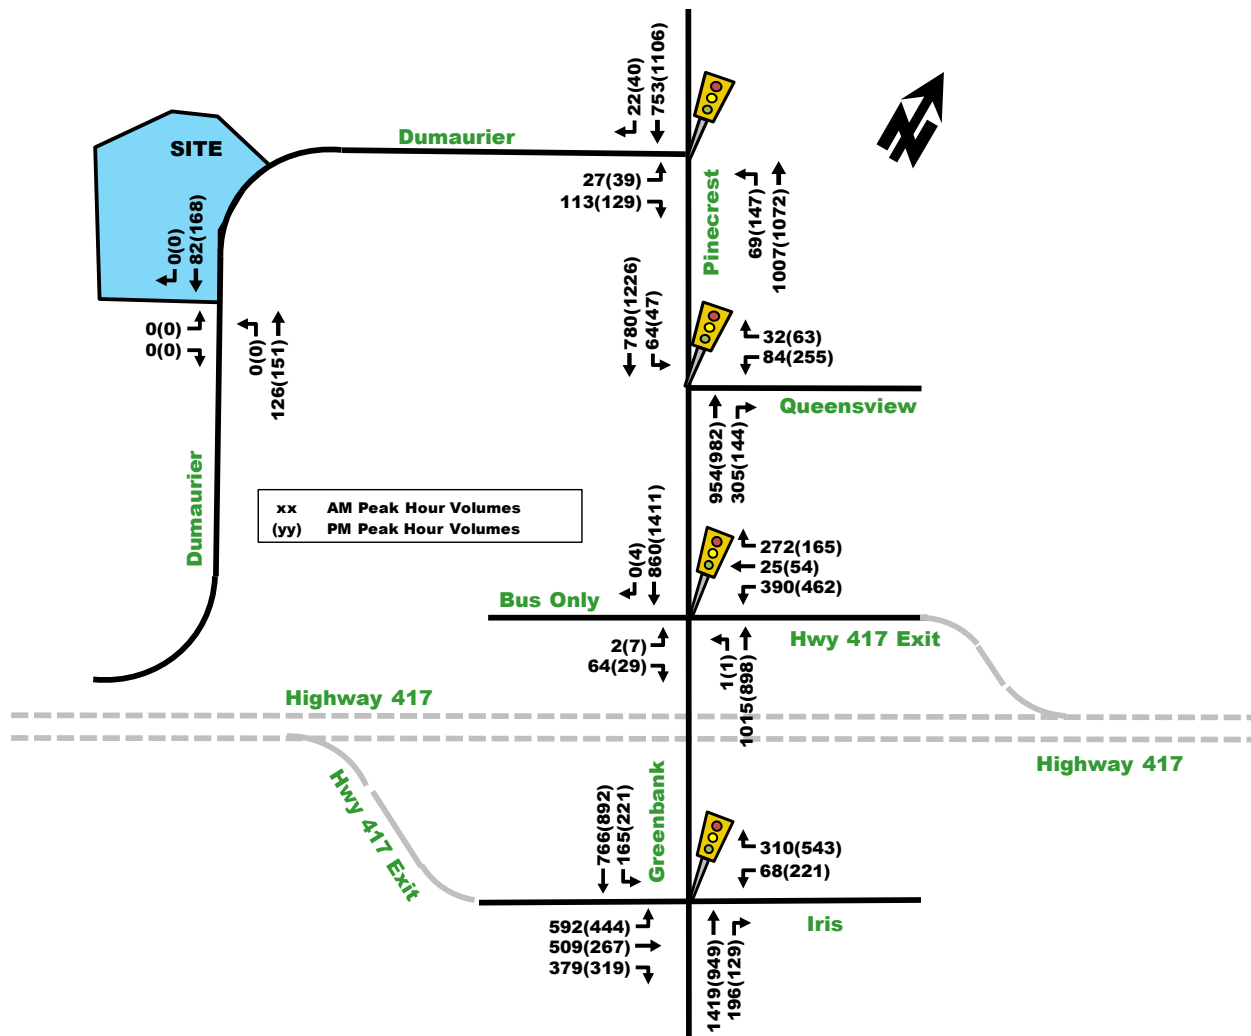 22(40)
753(1106)
Dumaurier
SITE
27(39)
113(129)
Pinecrest
69(147)
1007(1072)
0(0)
82(168)
0(0)
0(0)
0(0)
126(151)
780(1226)
64(47)
32(63)
84(255)
Queensview
954(982)
305(144)
Dumaurier
xx AM Peak Hour Volumes
(yy) PM Peak Hour Volumes
0(4)
860(1411)
272(165)
25(54)
390(462)
Bus Only
Hwy 417 Exit
2(7)
64(29)
1(1)
1015(898)
Highway 417
Highway 417
Hwy 417 Exit
766(892)
165(221)
Greenbank
310(543)
68(221)
Iris
592(444)
509(267)
379(319)
1419(949)
196(129)
N